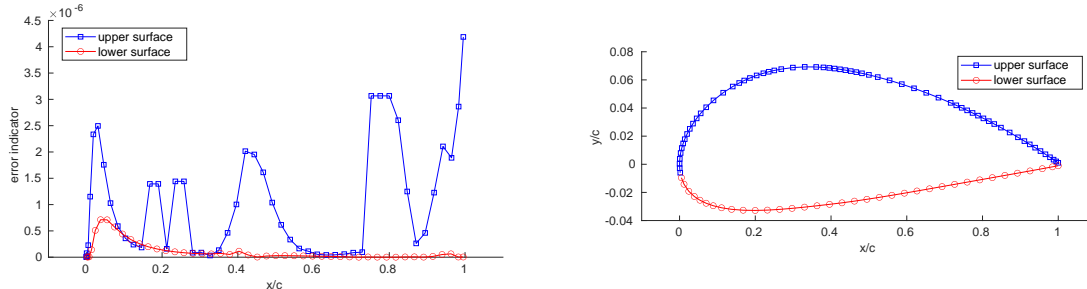 4.5 ×10⁻⁶
upper surface
lower surface
4
3.5
3
2.5
2
1.5
1
0.5
0
error indicator
0 0.2 0.4 0.6 0.8 1
x/c
0.08
upper surface
lower surface
0.06
0.04
0.02
0
-0.02
-0.04
y/c
0 0.2 0.4 0.6 0.8 1
x/c